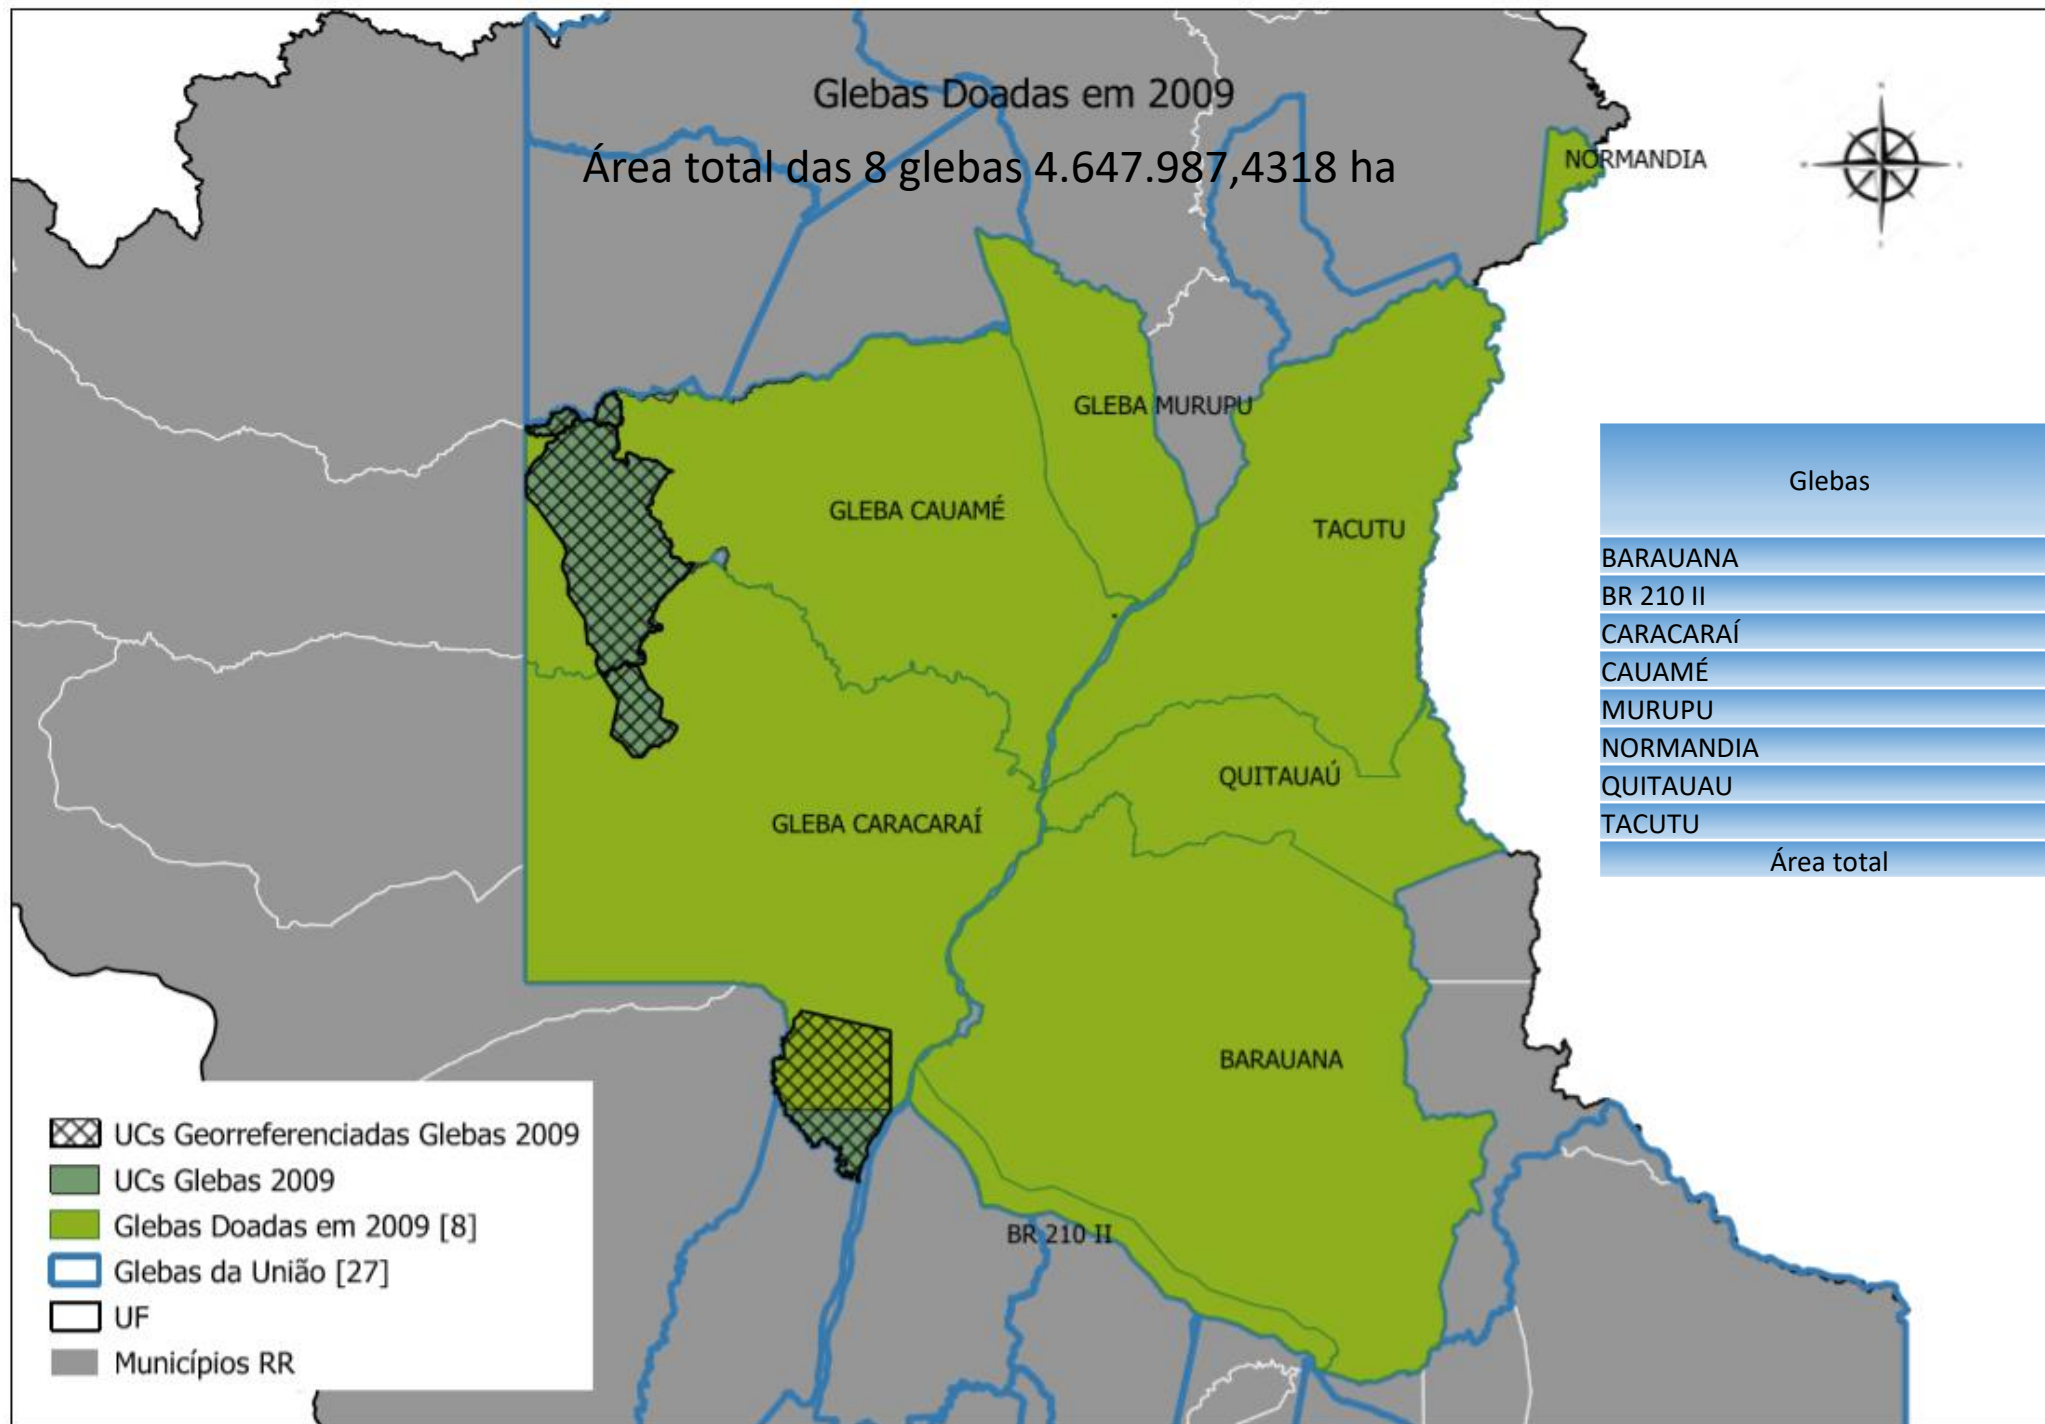 Glebas Doadas em 2009
Área total das 8 glebas 4.647.987,4318 ha
NORMANDIA
GLEBA MURUPU
GLEBA CAUAMÉ
TACUTU
QUITAUAÚ
GLEBA CARACARAÍ
BARAUANA
BR 210 II
Glebas
BARAUANA
BR 210 II
CARACARAÍ
CAUAMÉ
MURUPU
NORMANDIA
QUITAUAU
TACUTU
Área total
UCs Georreferenciadas Glebas 2009
UCs Glebas 2009
Glebas Doadas em 2009 [8]
Glebas da União [27]
UF
Municípios RR